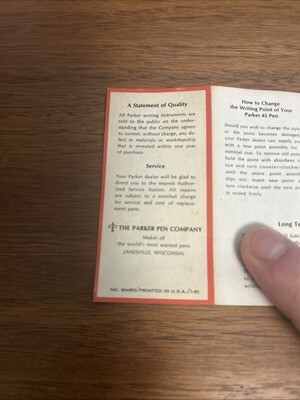 A Statement of Quality
All Parker writing instruments are
sold to the public on the under-
standing that the Company agrees
to correct, without charge, any de-
fect in materials or workmanship
that is revealed within one year
of purchase.
Service
Your Parker dealer will be glad to
direct you to the nearest Author-
ized Service Station. All repairs
are subject to a nominal charge
for service and cost of replace-
ment parts.
THE PARKER PEN COMPANY
Maker of
the world's most wanted pens
JANESVILLE, WISCONSIN
PRINTED IN U.S.A.
How to Change
the Writing Point of Your
Parker 45 Pen
Should you wish to change the
or the point becomes damaged,
your Parker dealer can supply you
with a new point assembly for
nominal cost. To remove old point
hold the point with absorbent
sue and turn counter-clockwise
until the entire point assembly
slips out. Insert new point,
turn clockwise until the new
is seated firmly.
Long